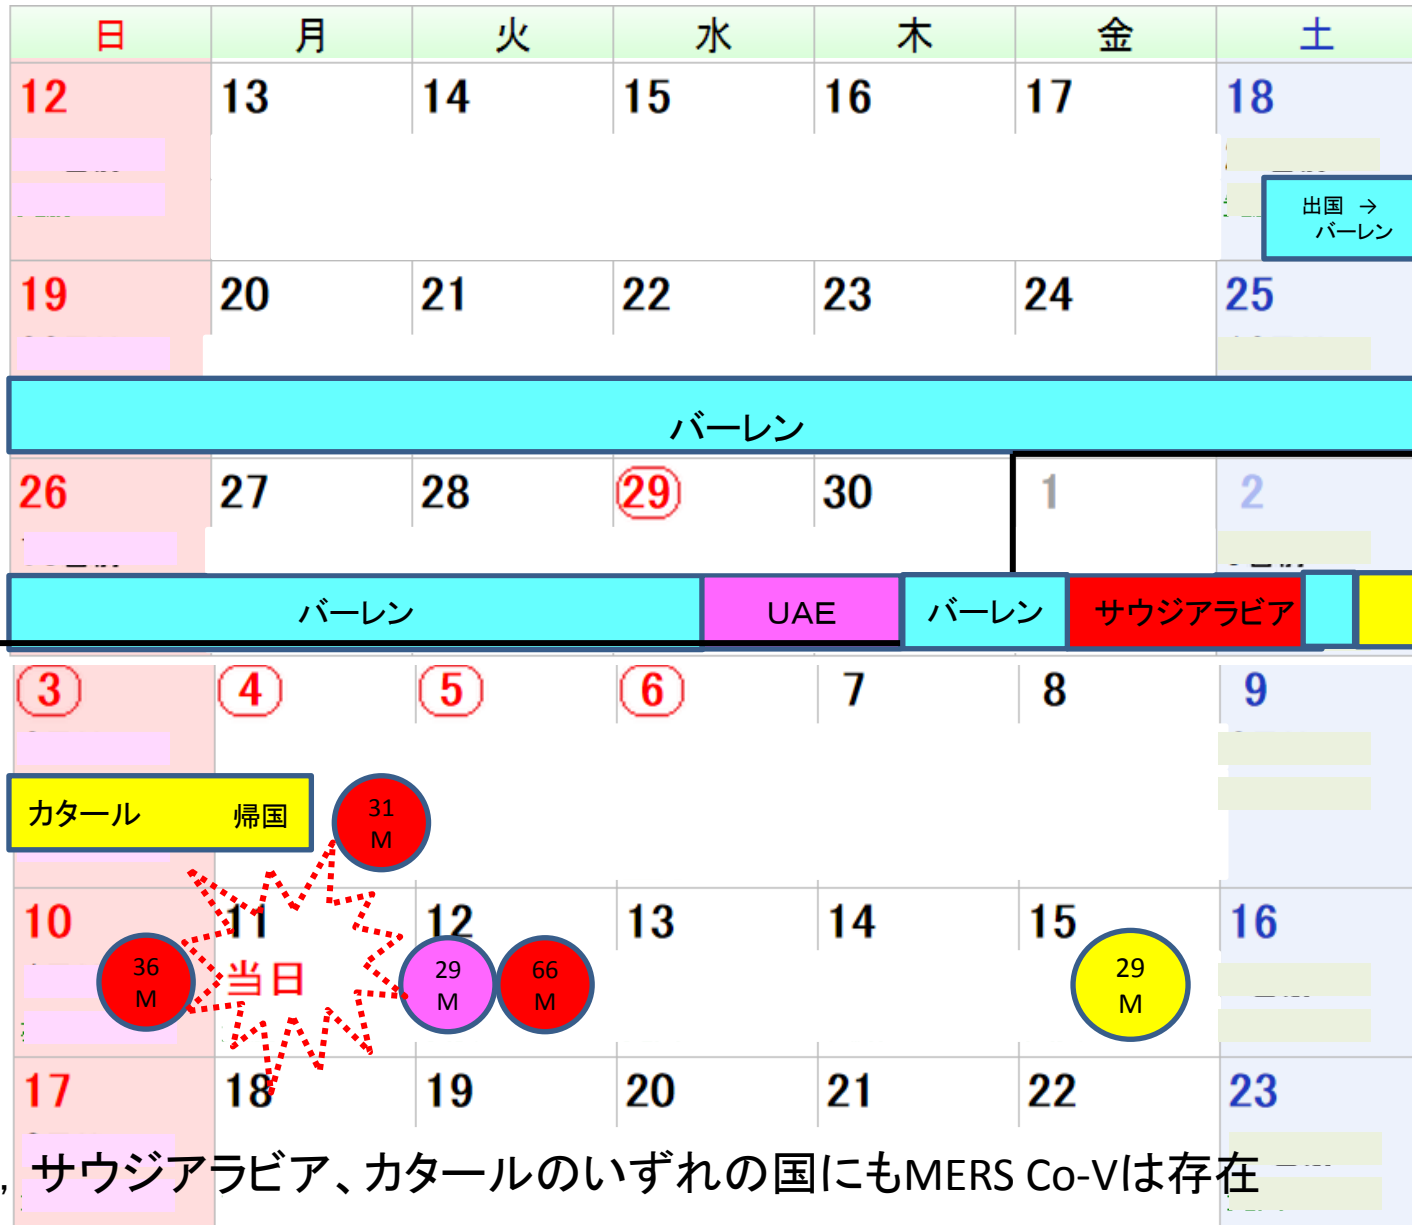 日 月 火 水 木 金 土
12 13 14 15 16 17 18
出国 →
バーレン
19 20 21 22 23 24 25
バーレン
26 27 28 29 30 1 2
バーレン UAE バーレン サウジアラビア
3 4 5 6 7 8 9
カタール 帰国
31
M
10 11 12 13 14 15 16
当日
36
M
29
M
66
M
29
M
17 18 19 20 21 22 23
, サウジアラビア、カタールのいずれの国にもMERS Co-Vは存在